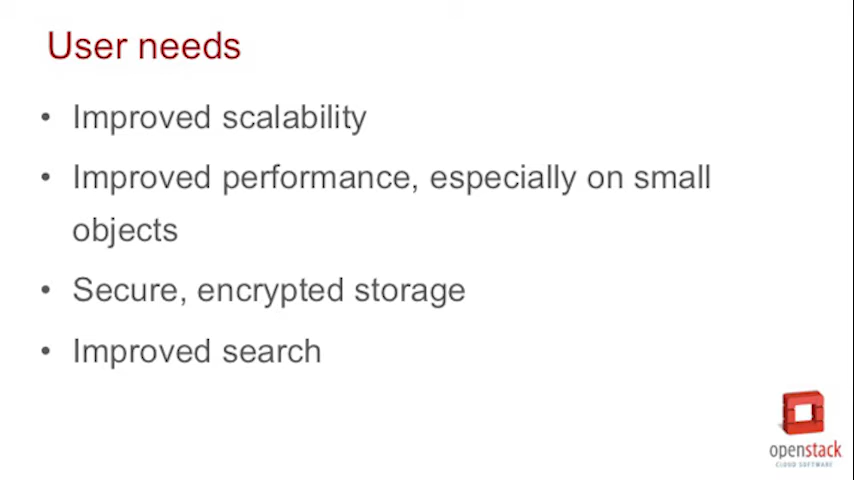 User needs
• Improved scalability
• Improved performance, especially on small
objects
• Secure, encrypted storage
• Improved search
openstack
CLOUD SOFTWARE